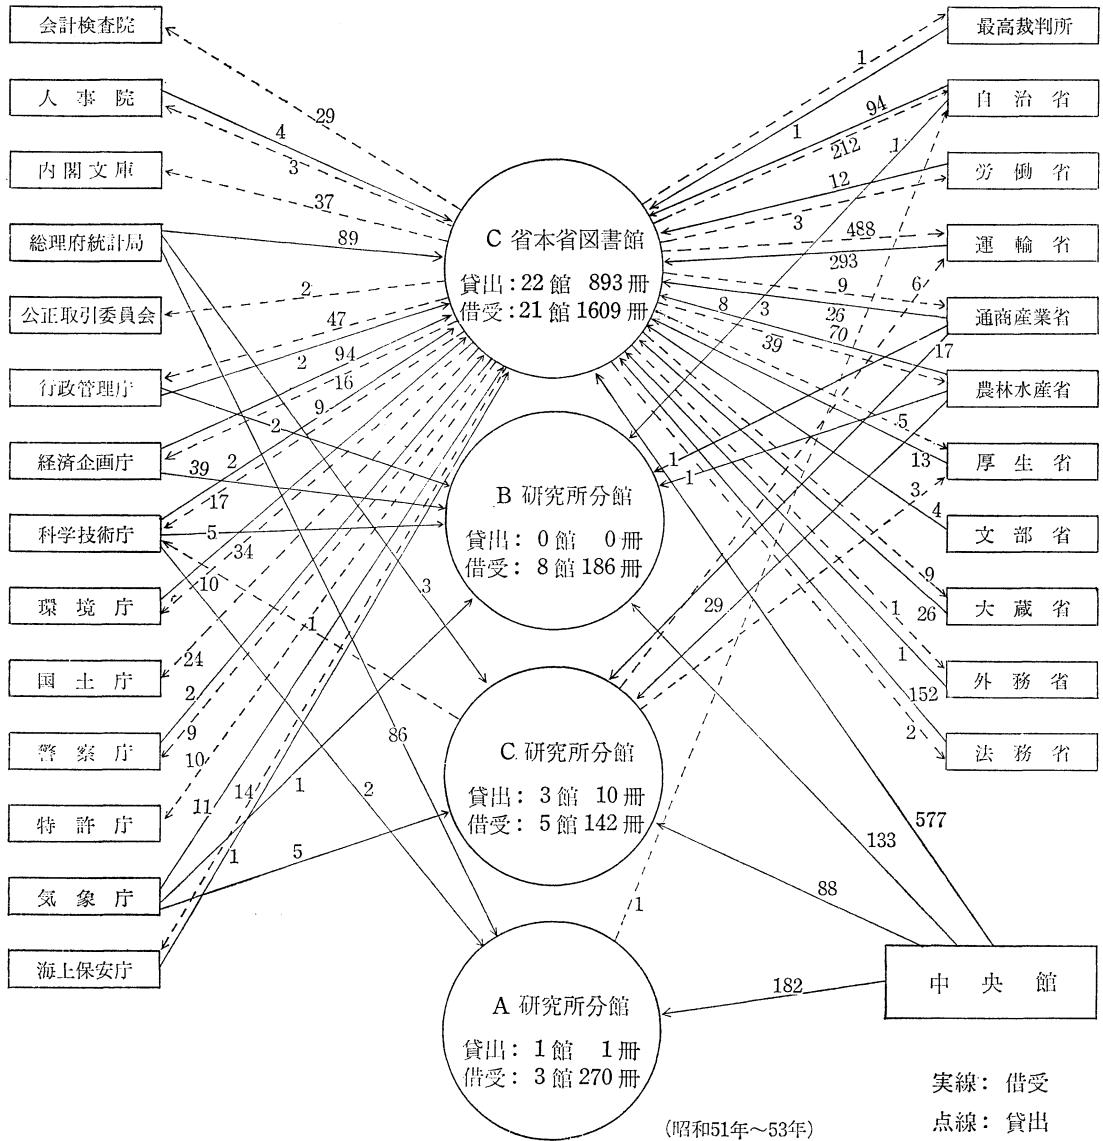 会計検査院
人事院
内閣文庫
総理府統計局
公正取引委員会
行政管理庁
経済企画庁
科学技術庁
環境庁
国土庁
警察庁
特許庁
気象庁
海上保安庁
29
4
3
37
89
2
47
2
94
16
9
2
39
2
17
5
34
10
1
3
24
2
9
10
11
14
1
1
5
86
2
C 省本省図書館
貸出:22館 893冊
借受:21館 1609冊
B 研究所分館
貸出: 0館 0冊
借受: 8館 186冊
C 研究所分館
貸出: 3館 10冊
借受: 5館 142冊
A 研究所分館
貸出: 1館 1冊
借受: 3館 270冊
1
1
94
212
1
12
3
488
293
9
6
26
8
3
70
39
17
5
1
13
1
3
4
9
29
1
26
1
152
2
577
133
88
1
182
最高裁判所
自治省
労働省
運輸省
通商産業省
農林水産省
厚生省
文部省
大蔵省
外務省
法務省
中央館
実線: 借受
点線: 貸出
(昭和51年～53年)